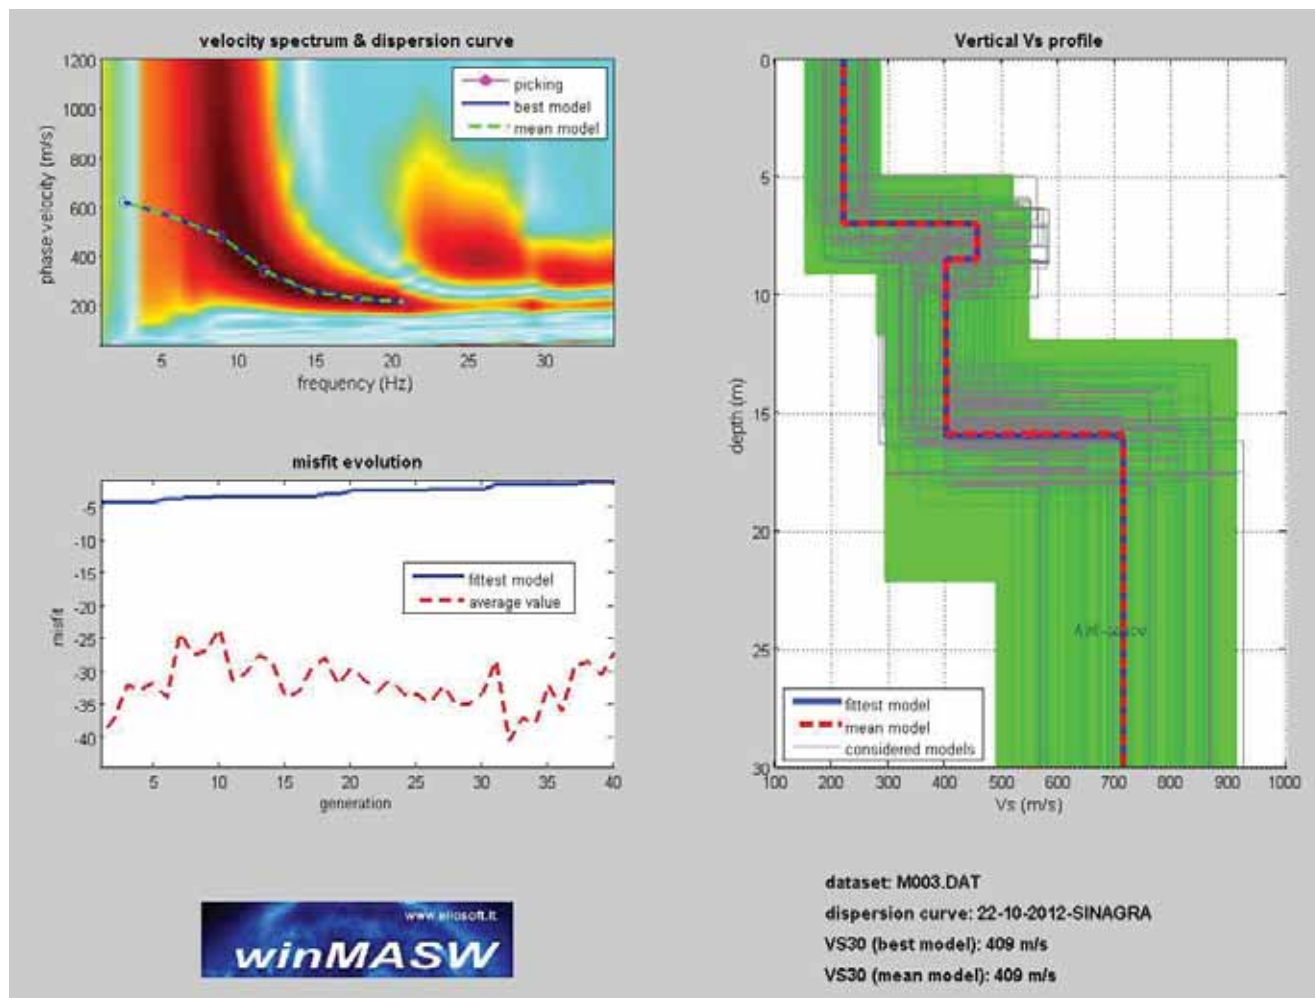 velocity spectrum & dispersion curve
1200
1000
800
600
400
200
phase velocity (m/s)
picking
best model
mean model
5 10 15 20 25 30
frequency (Hz)
misfit evolution
-5
-10
-15
-20
-25
-30
-35
-40
misfit
fittest model
average value
5 10 15 20 25 30 35 40
generation
Vertical Vs profile
0
5
10
15
20
25
30
depth (m)
fittest model
mean model
considered models
100 200 300 400 500 600 700 800 900 1000
Vs (m/s)
www.eliosoft.it
winMASW
dataset: M003.DAT
dispersion curve: 22-10-2012-SINAGRA
VS30 (best model): 409 m/s
VS30 (mean model): 409 m/s